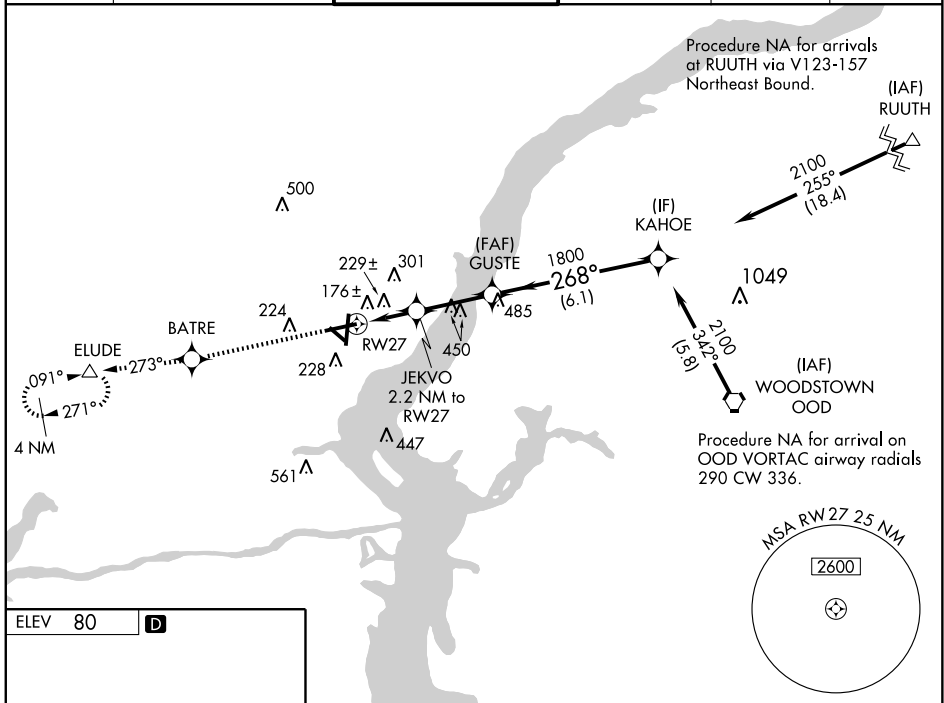 Procedure NA for arrivals
at RUUTH via V123-157
Northeast Bound.
(IAF)
RUUTH
2100
255°
(18.4)
500
(IF)
KAHOE
(FAF)
GUSTE
1800
268°
(6.1)
301
229±
176±
485
1049
224
BATRE
RW27
450
2100
342°
(5.8)
ELUDE
273°
228
091°
271°
JEKVO
2.2 NM to
RW27
(IAF)
WOODSTOWN
OOD
4 NM
447
561
Procedure NA for arrival on
OOD VORTAC airway radials
290 CW 336.
MSA RW27 25 NM
2600
ELEV 80 D